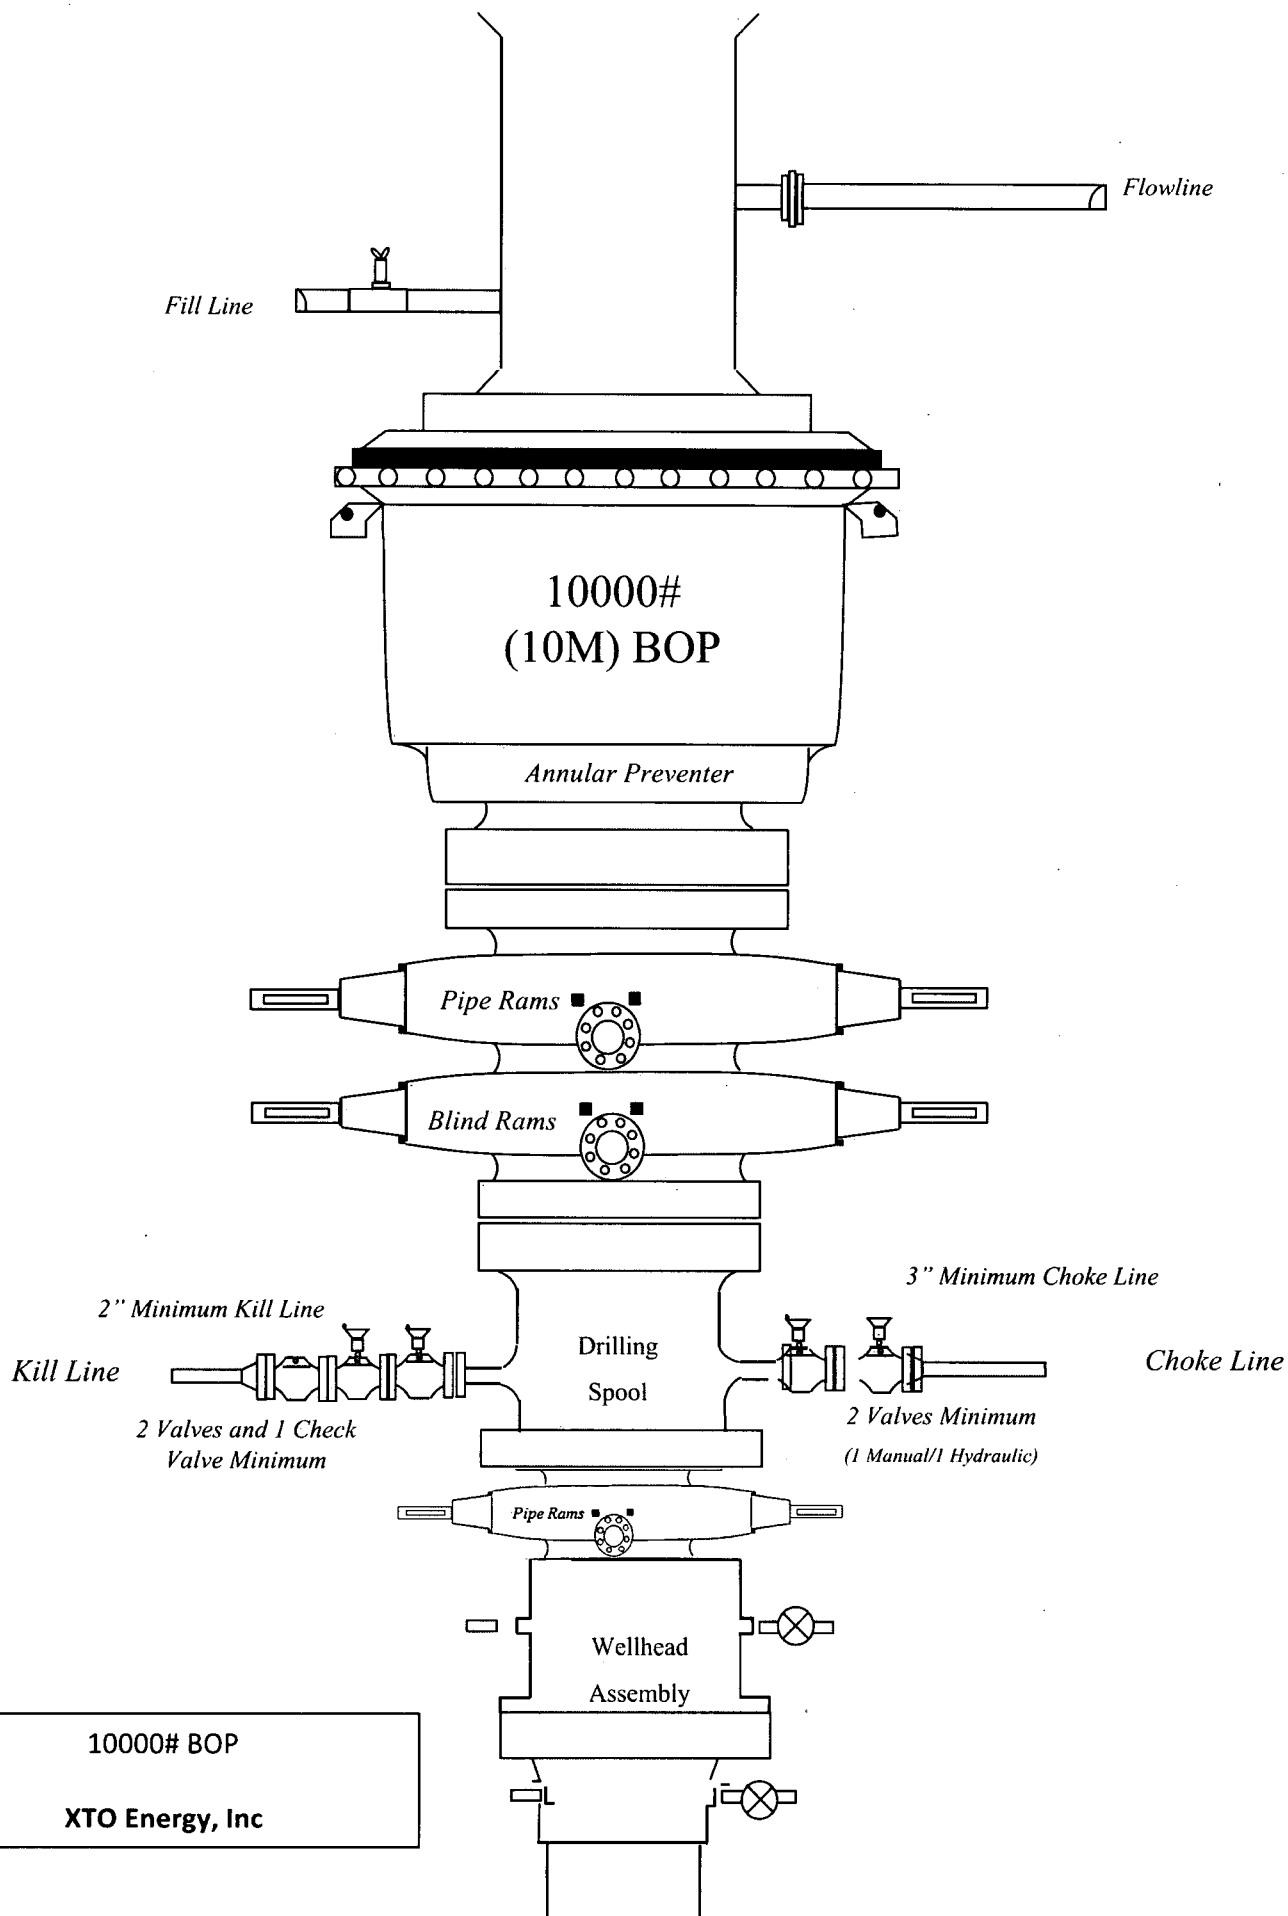 Flowline
Fill Line
10000#
(10M) BOP
Annular Preventer
Pipe Rams
Blind Rams
3" Minimum Choke Line
2" Minimum Kill Line
Drilling
Spool
Kill Line
Choke Line
2 Valves and 1 Check
Valve Minimum
2 Valves Minimum
(1 Manual/1 Hydraulic)
Pipe Rams
Wellhead
Assembly
10000# BOP
XTO Energy, Inc